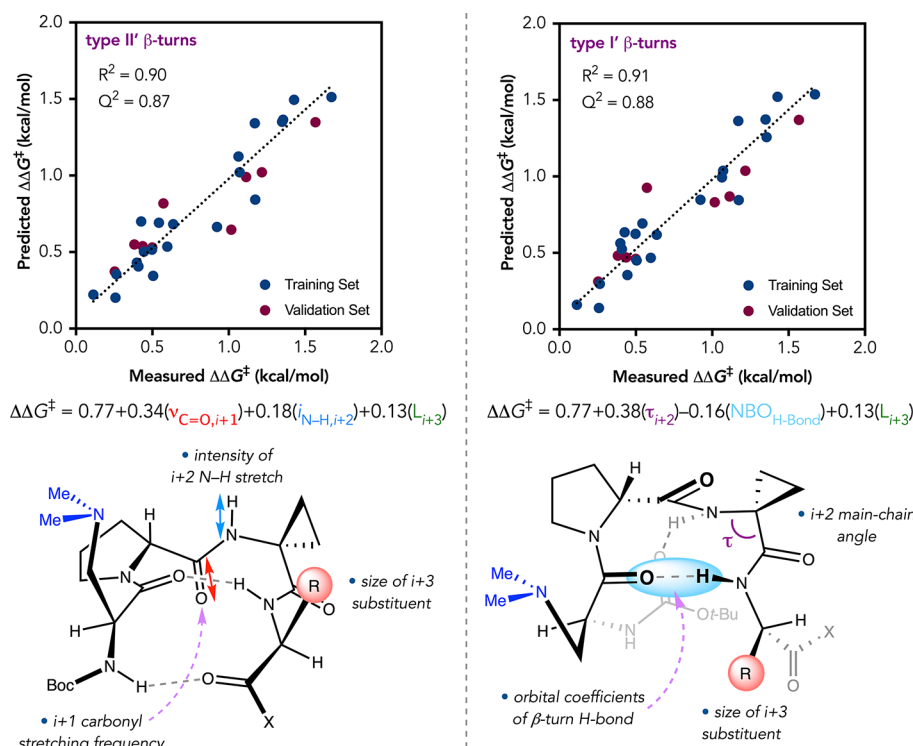 type II′ β-turns
R² = 0.90
Q² = 0.87
Predicted ΔΔG‡ (kcal/mol)
2.0
1.5
1.0
0.5
0.0
Training Set
Validation Set
0.0 0.5 1.0 1.5 2.0
Measured ΔΔG‡ (kcal/mol)
ΔΔG‡ = 0.77+0.34(νC=O,i+1)+0.18(iN–H,i+2)+0.13(Li+3)
• intensity of
i+2 N–H stretch
Me
Me
N
H
H
N
O
N
O
H
N
O
R
• size of i+3
substituent
H
H
N
Boc
H
O
X
• i+1 carbonyl
stretching frequency
type I′ β-turns
R² = 0.91
Q² = 0.88
Predicted ΔΔG‡ (kcal/mol)
2.0
1.5
1.0
0.5
0.0
Training Set
Validation Set
0.0 0.5 1.0 1.5 2.0
Measured ΔΔG‡ (kcal/mol)
ΔΔG‡ = 0.77+0.38(τi+2)–0.16(NBOH-Bond)+0.13(Li+3)
H
O
N
H
N
τ
• i+2 main-chain
angle
O
O
H
N
O
Me
Me
N
H
N
H
Ot-Bu
H
X
R
O
• orbital coefficients
of β-turn H-bond
• size of i+3
substituent